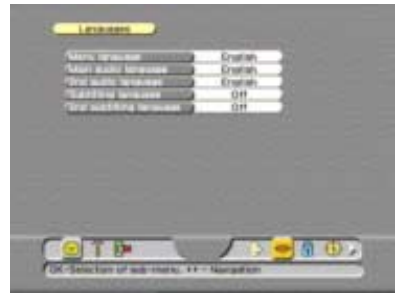 Languages
Menu language English
Main audio language English
2nd audio language English
Subtitling language Off
2nd subtitling language Off
OK-Selection of sub-menu, - Navigation